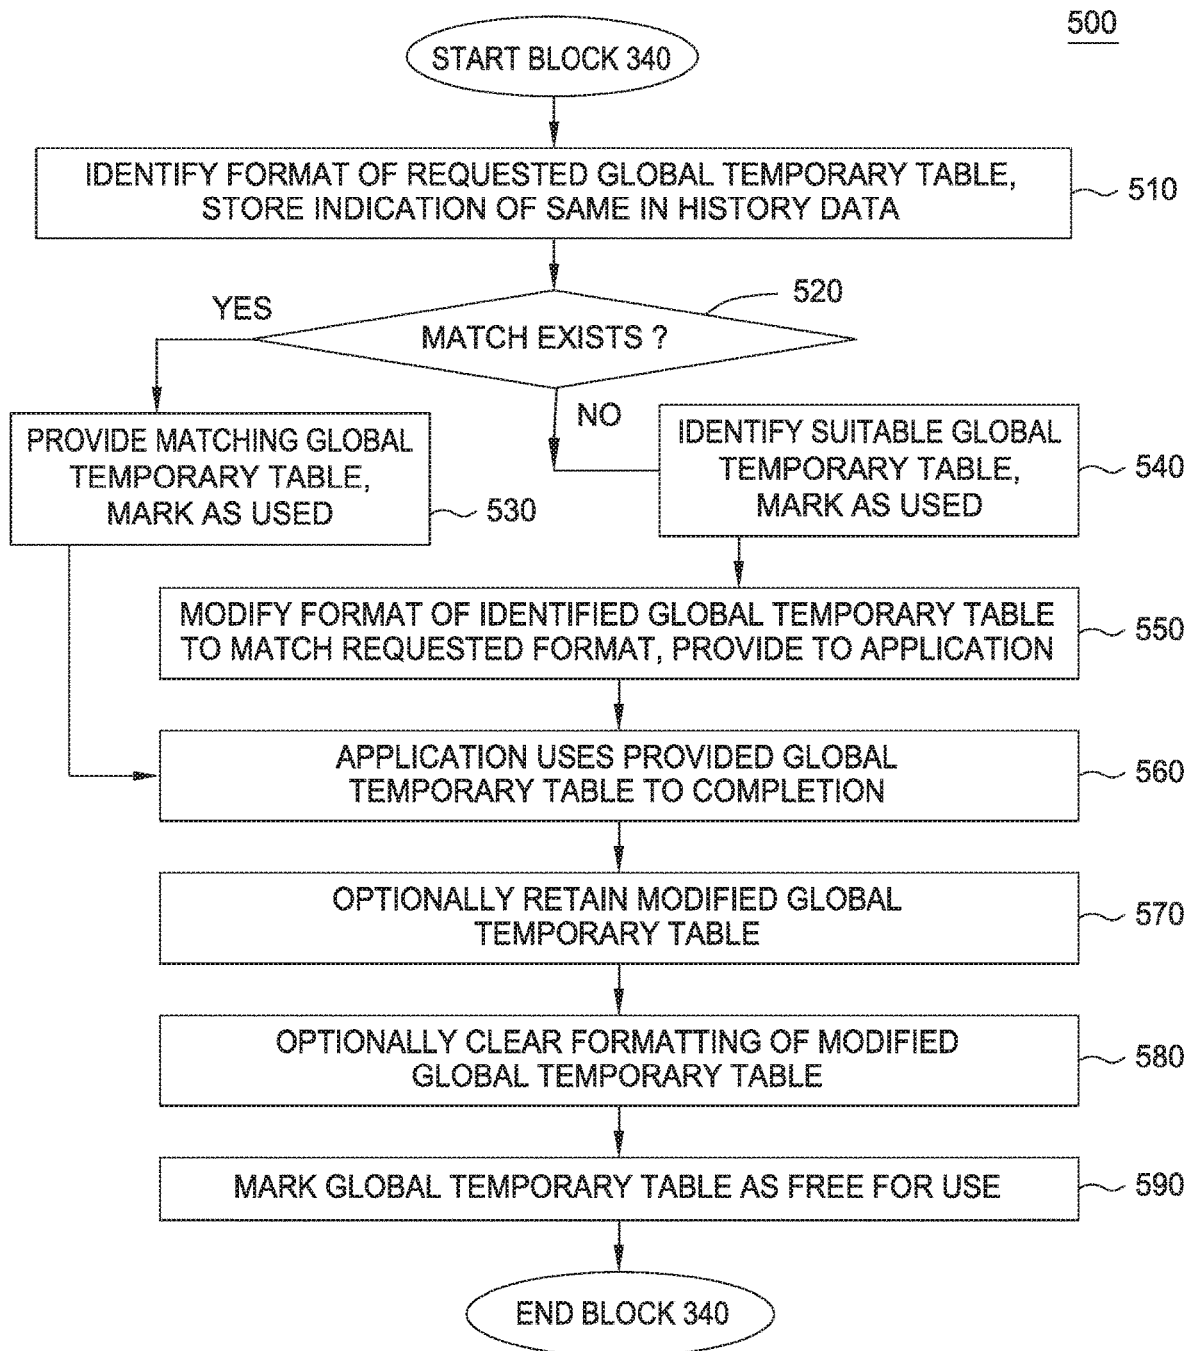 500
START BLOCK 340
IDENTIFY FORMAT OF REQUESTED GLOBAL TEMPORARY TABLE,
STORE INDICATION OF SAME IN HISTORY DATA
510
520
YES
MATCH EXISTS ?
NO
PROVIDE MATCHING GLOBAL
TEMPORARY TABLE,
MARK AS USED
530
IDENTIFY SUITABLE GLOBAL
TEMPORARY TABLE,
MARK AS USED
540
MODIFY FORMAT OF IDENTIFIED GLOBAL TEMPORARY TABLE
TO MATCH REQUESTED FORMAT, PROVIDE TO APPLICATION
550
APPLICATION USES PROVIDED GLOBAL
TEMPORARY TABLE TO COMPLETION
560
OPTIONALLY RETAIN MODIFIED GLOBAL
TEMPORARY TABLE
570
OPTIONALLY CLEAR FORMATTING OF MODIFIED
GLOBAL TEMPORARY TABLE
580
MARK GLOBAL TEMPORARY TABLE AS FREE FOR USE
590
END BLOCK 340